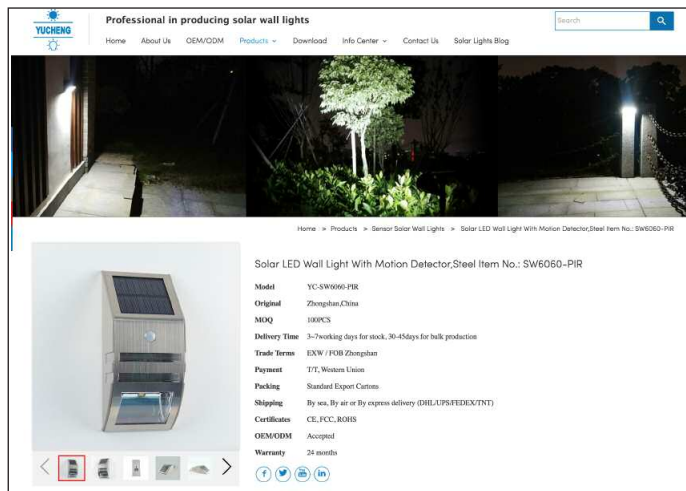 YUCHENG
Professional in producing solar wall lights
Search
Home About Us OEM/ODM Products Download Info Center Contact Us Solar Lights Blog
Home » Products » Sensor Solar Wall Lights » Solar LED Wall Light With Motion Detector,Steel Item No.: SW6060-PIR
Solar LED Wall Light With Motion Detector,Steel Item No.: SW6060-PIR
Model YC-SW6060-PIR
Original Zhongshan,China
MOQ 100PCS
Delivery Time 3~7working days for stock, 30-45days for bulk production
Trade Terms EXW / FOB Zhongshan
Payment T/T, Western Union
Packing Standard Export Cartons
Shipping By sea, By air or By express delivery (DHL/UPS/FEDEX/TNT)
Certificates CE, FCC, ROHS
OEM/ODM Accepted
Warranty 24 months